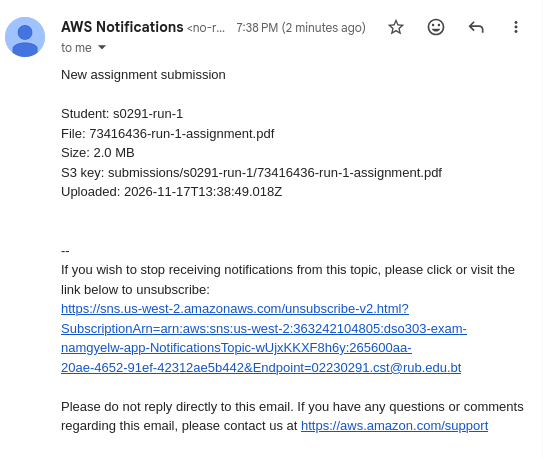 AWS Notifications <no-r... 7:38 PM (2 minutes ago)
to me
New assignment submission
Student: s0291-run-1
File: 73416436-run-1-assignment.pdf
Size: 2.0 MB
S3 key: submissions/s0291-run-1/73416436-run-1-assignment.pdf
Uploaded: 2026-11-17T13:38:49.018Z
--
If you wish to stop receiving notifications from this topic, please click or visit the
link below to unsubscribe:
https://sns.us-west-2.amazonaws.com/unsubscribe-v2.html?
SubscriptionArn=arn:aws:sns:us-west-2:363242104805:dso303-exam-
namgyelw-app-NotificationsTopic-wUjxKKXF8h6y:265600aa-
20ae-4652-91ef-42312ae5b442&Endpoint=02230291.cst@rub.edu.bt
Please do not reply directly to this email. If you have any questions or comments
regarding this email, please contact us at https://aws.amazon.com/support